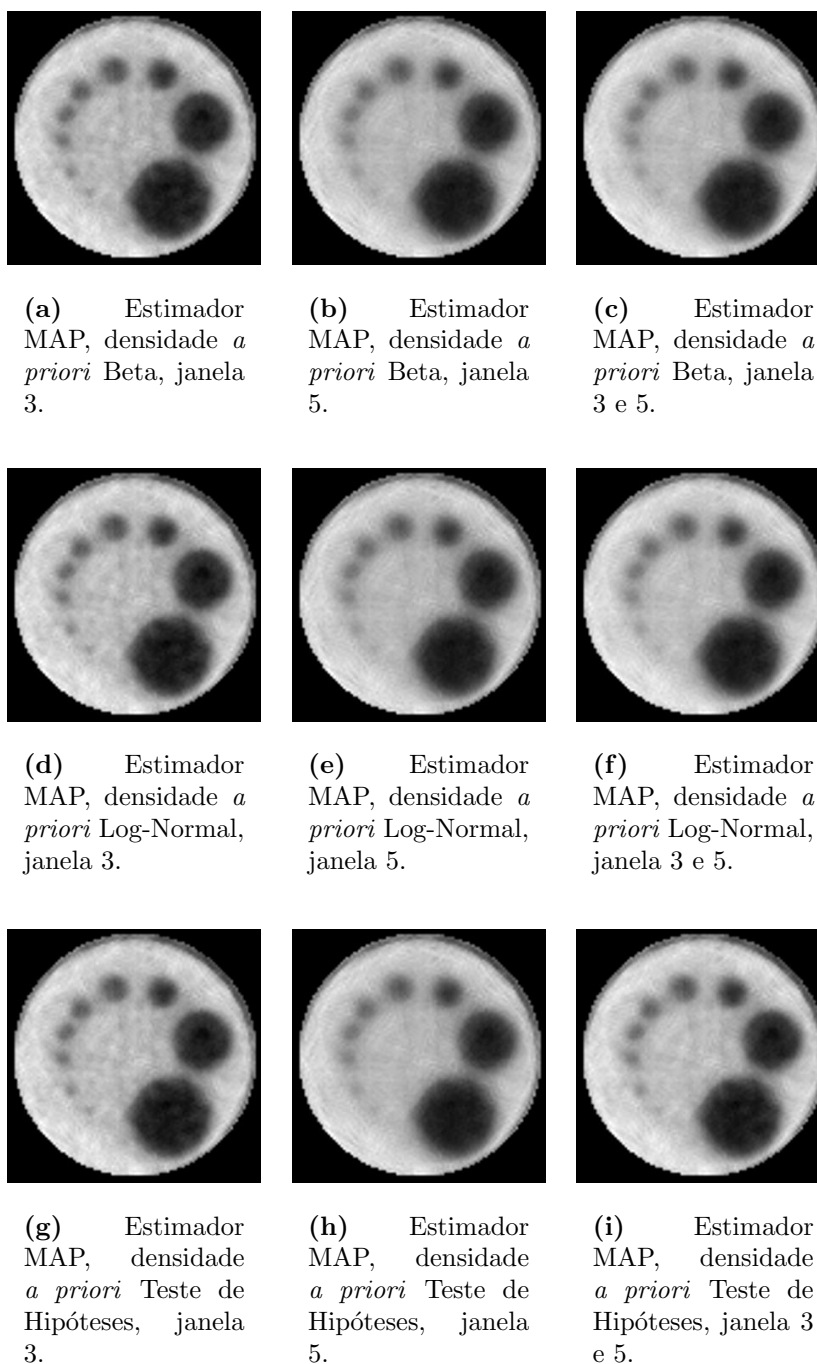 (a) Estimador
MAP, densidade a
priori Beta, janela
3.
(b) Estimador
MAP, densidade a
priori Beta, janela
5.
(c) Estimador
MAP, densidade a
priori Beta, janela
3 e 5.
(d) Estimador
MAP, densidade a
priori Log-Normal,
janela 3.
(e) Estimador
MAP, densidade a
priori Log-Normal,
janela 5.
(f) Estimador
MAP, densidade a
priori Log-Normal,
janela 3 e 5.
(g) Estimador
MAP, densidade
a priori Teste de
Hipóteses, janela
3.
(h) Estimador
MAP, densidade
a priori Teste de
Hipóteses, janela
5.
(i) Estimador
MAP, densidade
a priori Teste de
Hipóteses, janela 3
e 5.